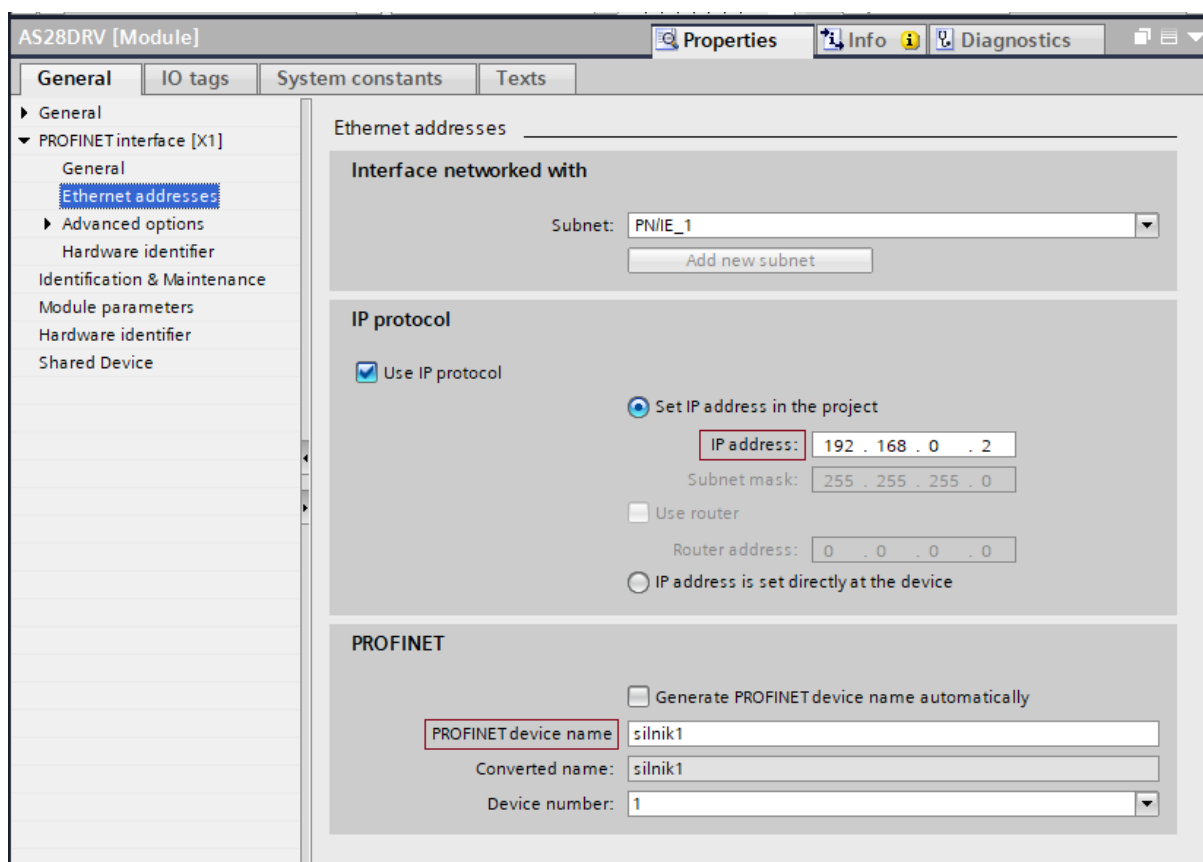 AS28DRV [Module]
Properties
Info
Diagnostics
General
IO tags
System constants
Texts
General
PROFINET interface [X1]
General
Ethernet addresses
Advanced options
Hardware identifier
Identification & Maintenance
Module parameters
Hardware identifier
Shared Device
Ethernet addresses
Interface networked with
Subnet: PN/IE_1
Add new subnet
IP protocol
Use IP protocol
Set IP address in the project
IP address: 192 . 168 . 0 . 2
Subnet mask: 255 . 255 . 255 . 0
Use router
Router address: 0 . 0 . 0 . 0
IP address is set directly at the device
PROFINET
Generate PROFINET device name automatically
PROFINET device name silnik1
Converted name: silnik1
Device number: 1